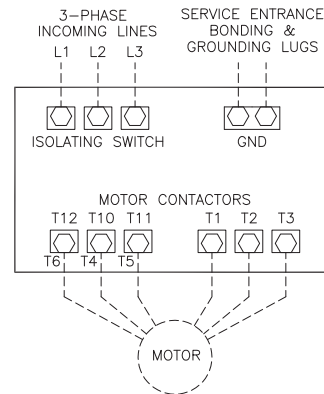 3-PHASE
INCOMING LINES
L1 L2 L3
SERVICE ENTRANCE
BONDING &
GROUNDING LUGS
ISOLATING SWITCH
GND
MOTOR CONTACTORS
T12 T10 T11 T1 T2 T3
T6 T4 T5
MOTOR